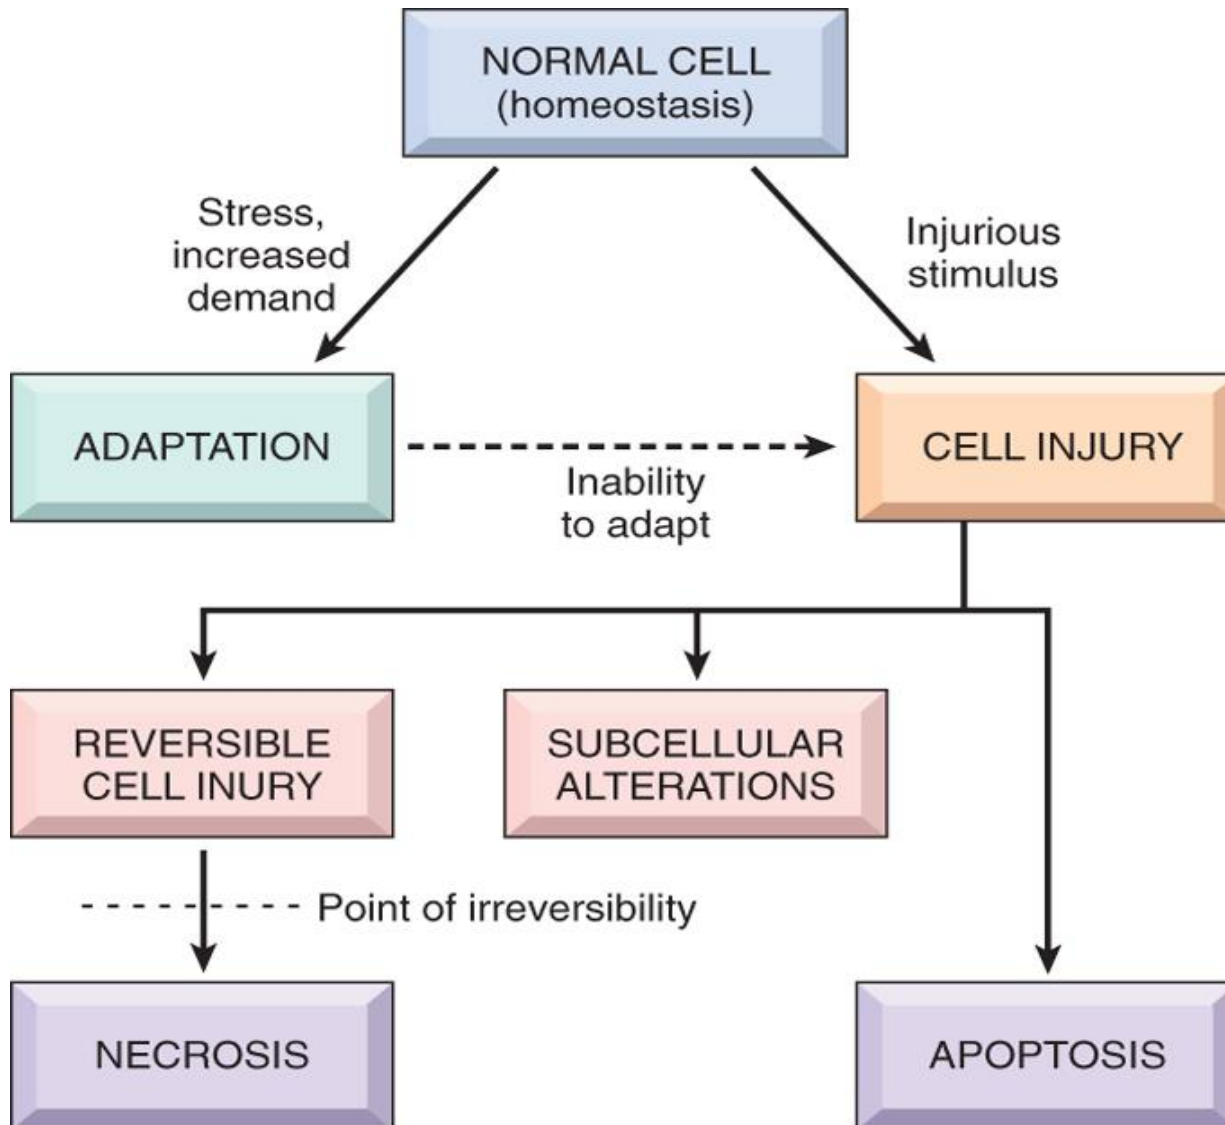 NORMAL CELL
(homeostasis)
Stress,
increased
demand
Injurious
stimulus
ADAPTATION
Inability
to adapt
CELL INJURY
REVERSIBLE
CELL INURY
SUBCELLULAR
ALTERATIONS
Point of irreversibility
NECROSIS
APOPTOSIS